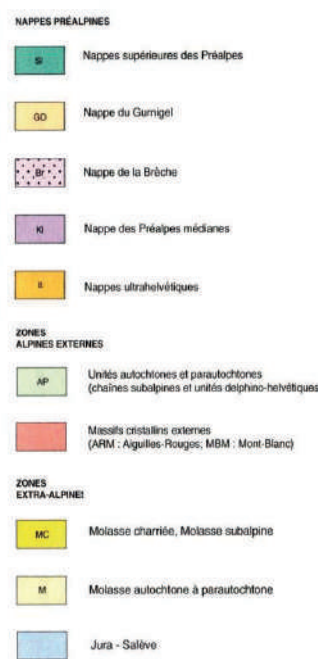 NAPPES PRÉALPINES
Si
Nappes supérieures des Préalpes
GO
Nappe du Gurnigel
Br
Nappe de la Brèche
Kl
Nappe des Préalpes médianes
Nappes ultrahelvétiques
ZONES
ALPINES EXTERNES
AP
Unités autochtones et parautochtones
(chaînes subalpines et unités delphino-helvétiques
Massifs cristallins externes
(ARM : Aiguilles-Rouges; MBM : Mont-Blanc)
ZONES
EXTRA-ALPINE
MC
Molasse charriée, Molasse subalpine
M
Molasse autochtone à parautochtone
Jura - Salève